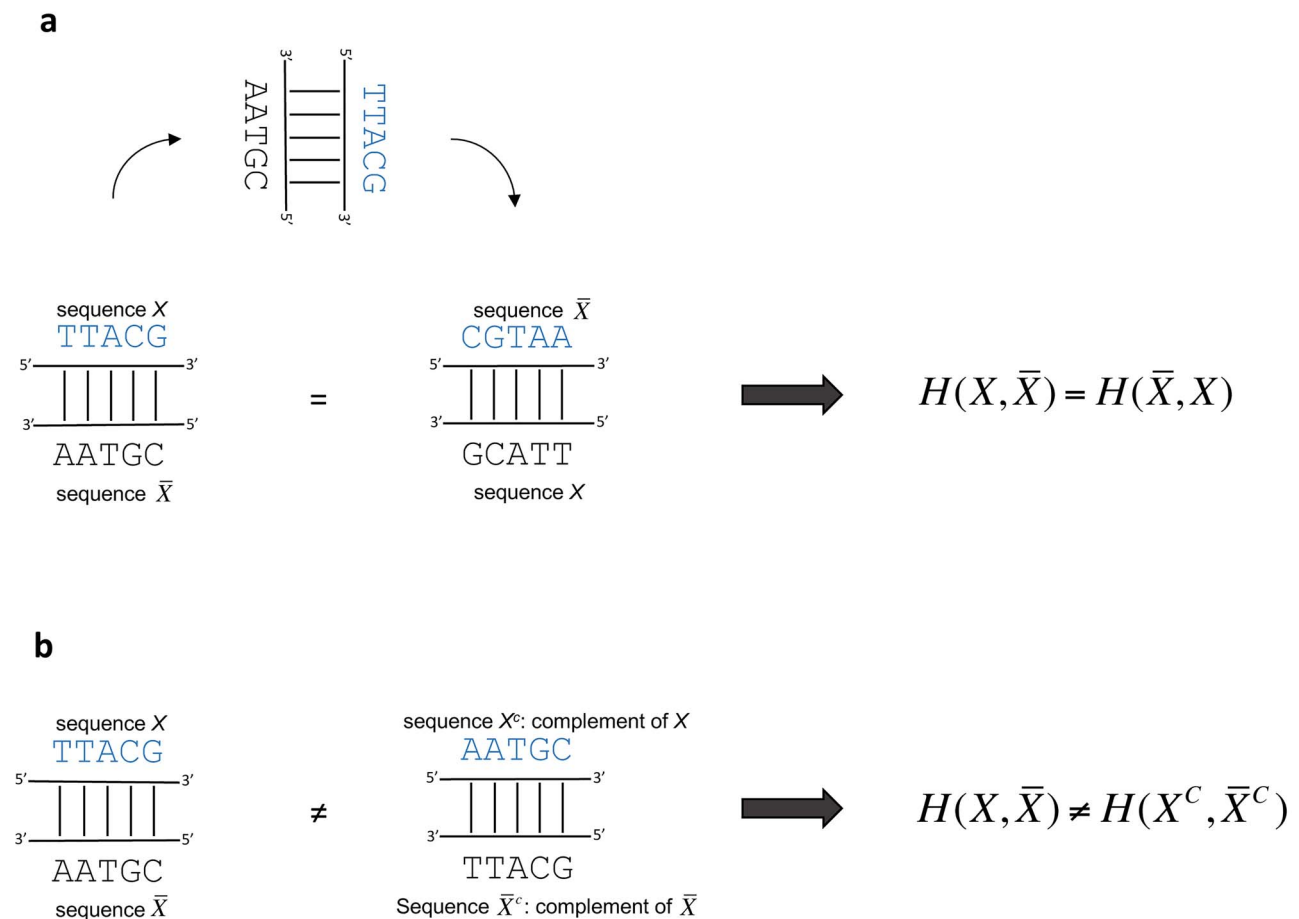 a
3′ 5′
AATGC
TTACG
5′ 3′
sequence X
TTACG
5′ 3′
3′ 5′
AATGC
sequence X̅
=
sequence X̅
CGTAA
5′ 3′
3′ 5′
GCATT
sequence X
H(X, X̅) = H(X̅, X)
b
sequence X
TTACG
5′ 3′
3′ 5′
AATGC
sequence X̅
≠
sequence Xᶜ: complement of X
AATGC
5′ 3′
3′ 5′
TTACG
Sequence X̅ᶜ: complement of X̅
H(X, X̅) ≠ H(X^C, X̅^C)